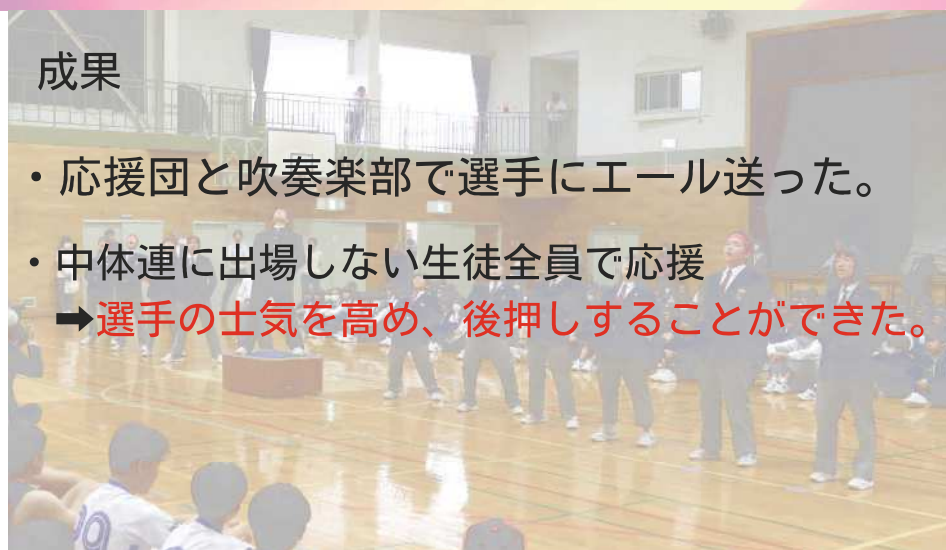 成果
・応援団と吹奏楽部で選手にエール送った。
・中体連に出場しない生徒全員で応援
➡選手の士気を高め、後押しすることができた。